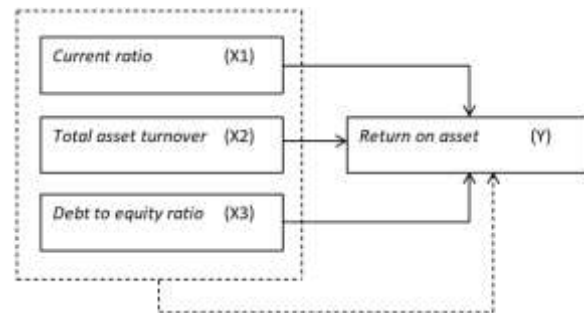 Current ratio (X1)
Total asset turnover (X2)
Return on asset (Y)
Debt to equity ratio (X3)